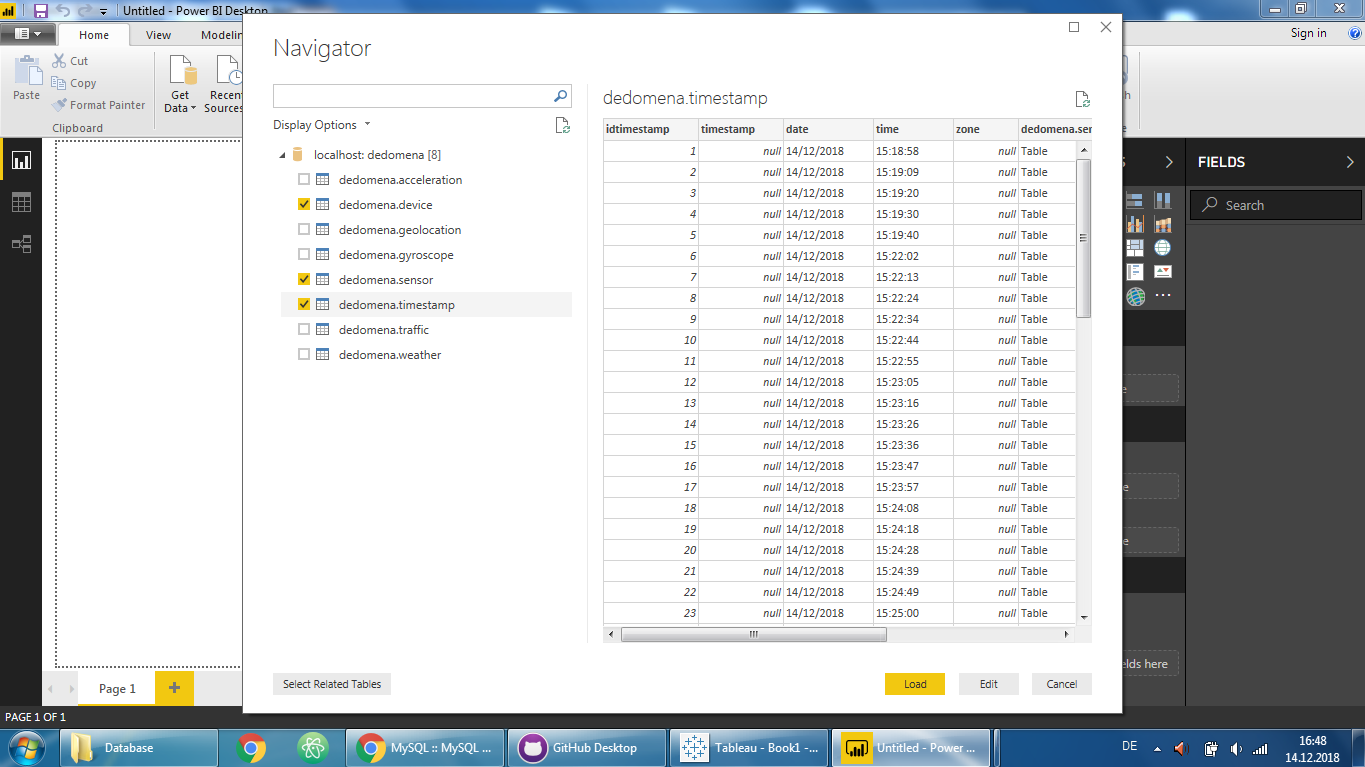 Untitled - Power BI Desktop
Home View Modelin
Sign in
Paste
Cut
Copy
Format Painter
Clipboard
Get Data
Recent Sources
Navigator
Display Options
localhost: dedomena [8]
dedomena.acceleration
dedomena.device
dedomena.geolocation
dedomena.gyroscope
dedomena.sensor
dedomena.timestamp
dedomena.traffic
dedomena.weather
dedomena.timestamp
idtimestamp timestamp date time zone dedomena.ser
1 null 14/12/2018 15:18:58 null Table
2 null 14/12/2018 15:19:09 null Table
3 null 14/12/2018 15:19:20 null Table
4 null 14/12/2018 15:19:30 null Table
5 null 14/12/2018 15:19:40 null Table
6 null 14/12/2018 15:22:02 null Table
7 null 14/12/2018 15:22:13 null Table
8 null 14/12/2018 15:22:24 null Table
9 null 14/12/2018 15:22:34 null Table
10 null 14/12/2018 15:22:44 null Table
11 null 14/12/2018 15:22:55 null Table
12 null 14/12/2018 15:23:05 null Table
13 null 14/12/2018 15:23:16 null Table
14 null 14/12/2018 15:23:26 null Table
15 null 14/12/2018 15:23:36 null Table
16 null 14/12/2018 15:23:47 null Table
17 null 14/12/2018 15:23:57 null Table
18 null 14/12/2018 15:24:08 null Table
19 null 14/12/2018 15:24:18 null Table
20 null 14/12/2018 15:24:28 null Table
21 null 14/12/2018 15:24:39 null Table
22 null 14/12/2018 15:24:49 null Table
23 null 14/12/2018 15:25:00 null Table
Select Related Tables
Load Edit Cancel
FIELDS
Search
elds here
Page 1
PAGE 1 OF 1
Database
MySQL :: MySQL ...
GitHub Desktop
Tableau - Book1 -...
Untitled - Power ...
DE
16:48
14.12.2018